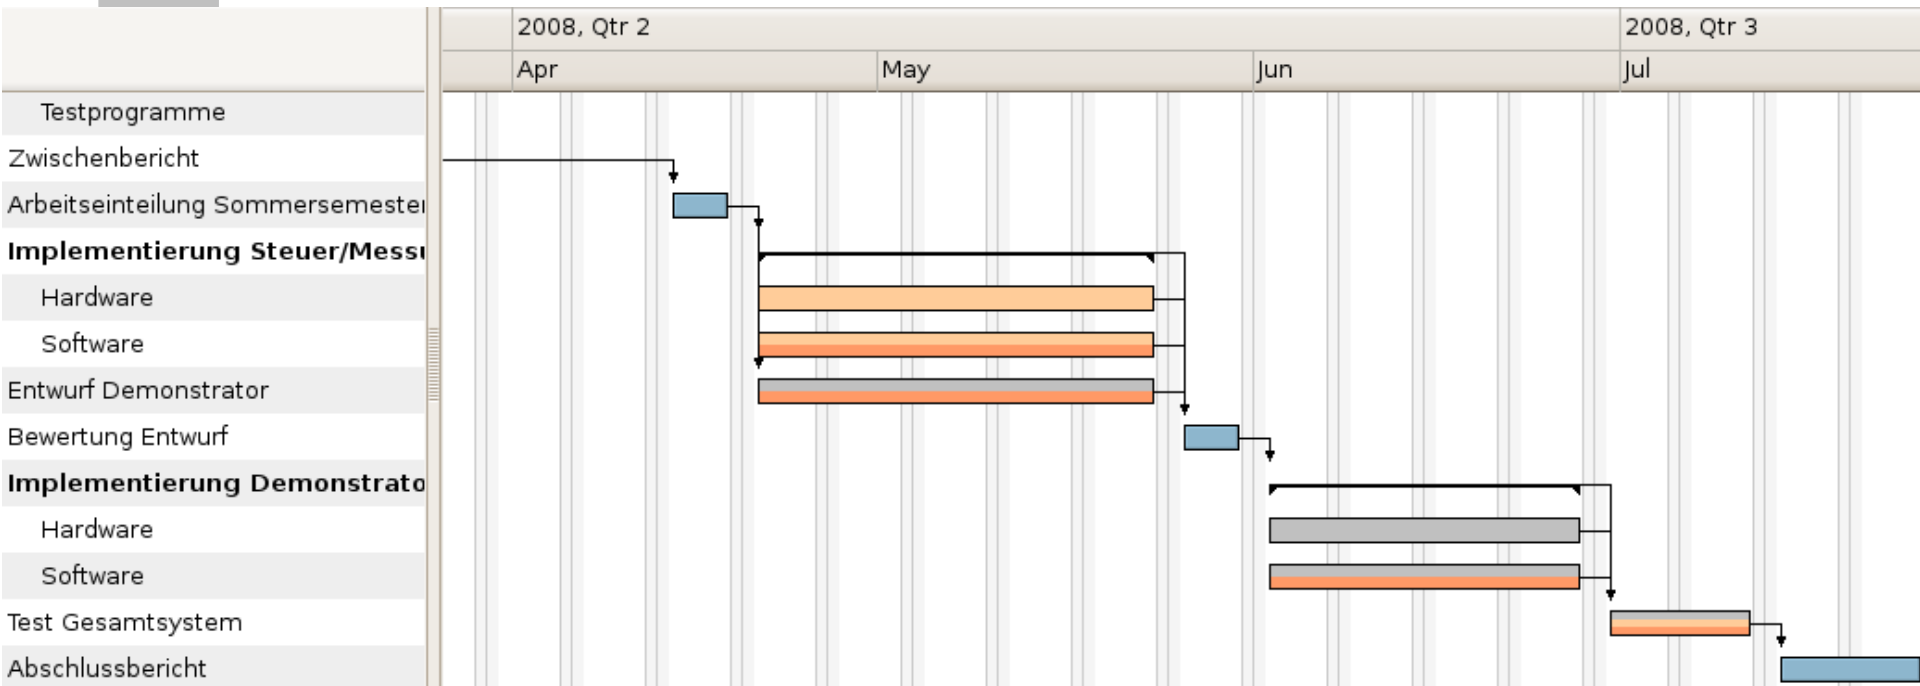 2008, Qtr 2
2008, Qtr 3
Apr
May
Jun
Jul
Testprogramme
Zwischenbericht
Arbeitseinteilung Sommersemester
Implementierung Steuer/Messu
Hardware
Software
Entwurf Demonstrator
Bewertung Entwurf
Implementierung Demonstrato
Hardware
Software
Test Gesamtsystem
Abschlussbericht